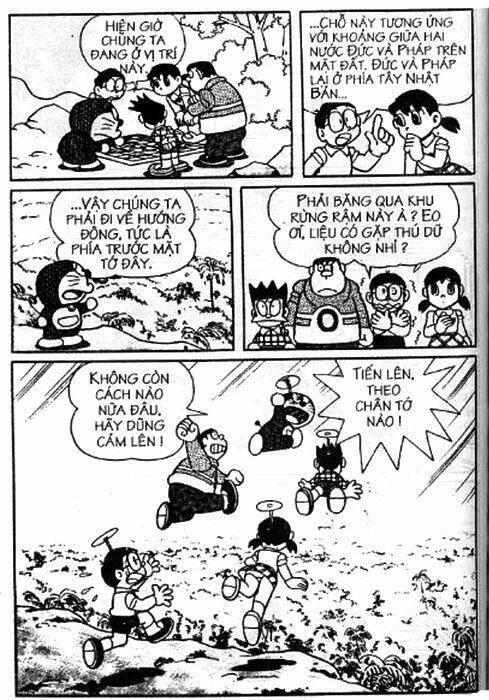 HIỆN GIỜ
CHÚNG TA
ĐANG Ở VỊ TRÍ
NÀY.
...CHỖ NÀY TƯƠNG ỨNG
VỚI KHOẢNG GIỮA HAI
NƯỚC ĐỨC VÀ PHÁP TRÊN
MẶT ĐẤT. ĐỨC VÀ PHÁP
LẠI Ở PHÍA TÂY NHẬT
BẢN...
...VẬY CHÚNG TA
PHẢI ĐI VỀ HƯỚNG
ĐÔNG, TỨC LÀ
PHÍA TRƯỚC MẶT
TỚ ĐÂY.
PHẢI BĂNG QUA KHU
RỪNG RẬM NÀY À ? EO
ƠI, LIỆU CÓ GẶP THÚ DỮ
KHÔNG NHỈ ?
O
KHÔNG CÒN
CÁCH NÀO
NỮA ĐÂU,
HÃY DŨNG
CẢM LÊN !
TIẾN LÊN,
THEO
CHÂN TỚ
NÀO !